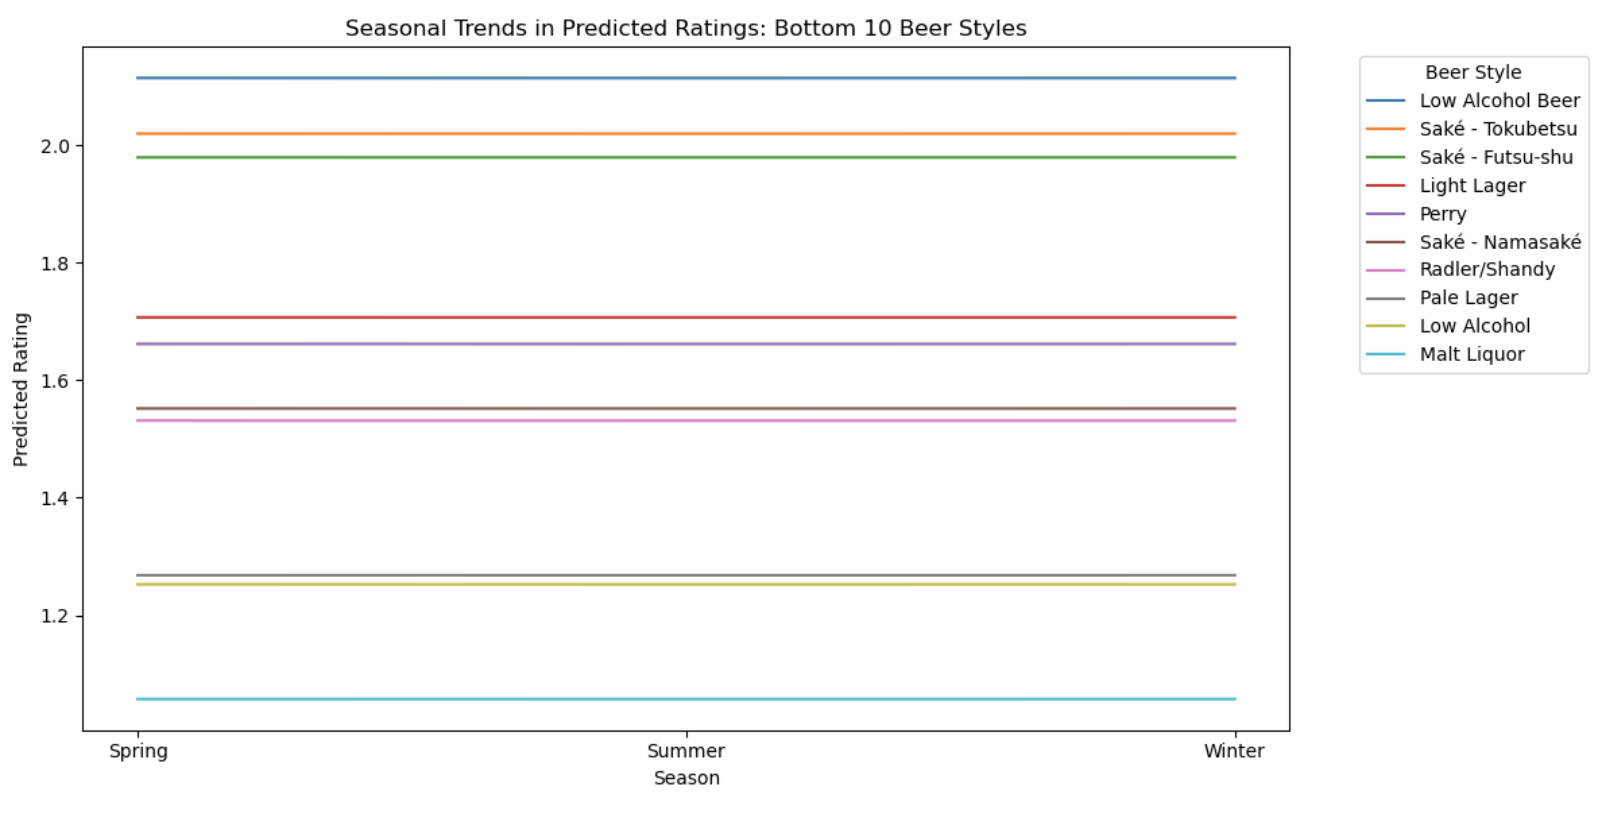 Seasonal Trends in Predicted Ratings: Bottom 10 Beer Styles
Predicted Rating
2.0
1.8
1.6
1.4
1.2
Spring
Summer
Winter
Season
Beer Style
Low Alcohol Beer
Saké - Tokubetsu
Saké - Futsu-shu
Light Lager
Perry
Saké - Namasaké
Radler/Shandy
Pale Lager
Low Alcohol
Malt Liquor